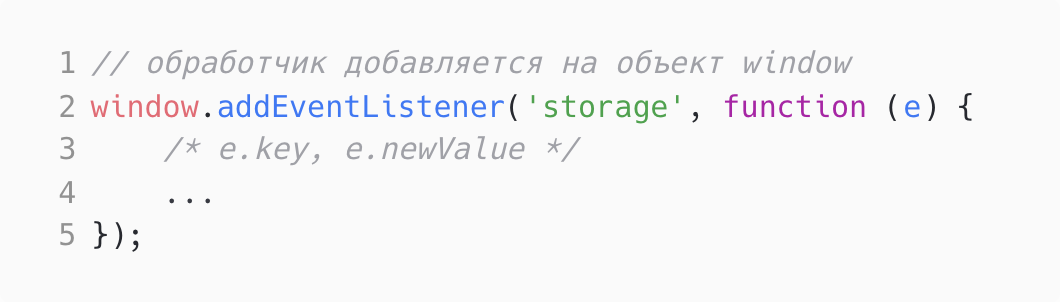 1 // обработчик добавляется на объект window
2 window.addEventListener('storage', function (e) {
3     /* e.key, e.newValue */
4     ...
5 });